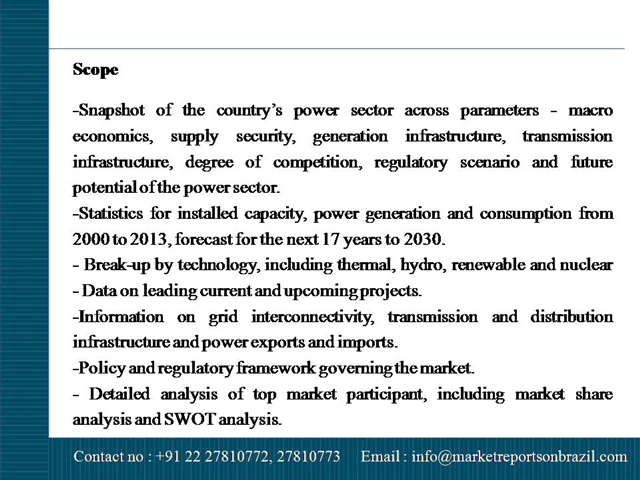 Scope
-Snapshot of the country's power sector across parameters - macro
economics, supply security, generation infrastructure, transmission
infrastructure, degree of competition, regulatory scenario and future
potential of the power sector.
-Statistics for installed capacity, power generation and consumption from
2000 to 2013, forecast for the next 17 years to 2030.
- Break-up by technology, including thermal, hydro, renewable and nuclear
- Data on leading current and upcoming projects.
-Information on grid interconnectivity, transmission and distribution
infrastructure and power exports and imports.
-Policy and regulatory framework governing the market.
- Detailed analysis of top market participant, including market share
analysis and SWOT analysis.
Contact no : +91 22 27810772, 27810773 Email : info@marketreportsonbrazil.com